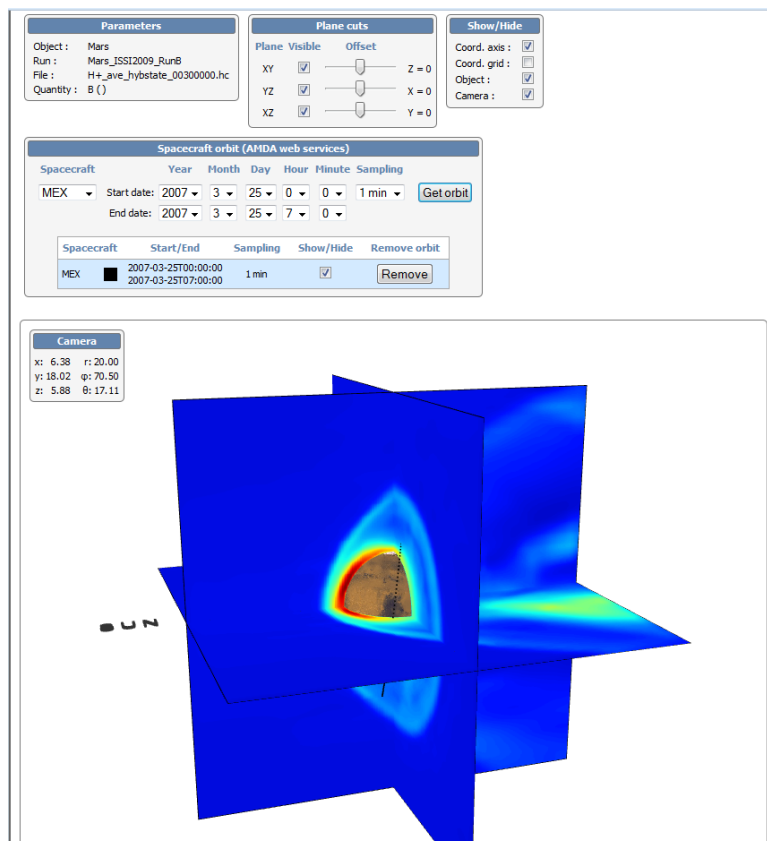 Parameters
Object : Mars
Run : Mars_ISSI2009_RunB
File : H+_ave_hybstate_00300000.hc
Quantity : B ( )
Plane cuts
Plane Visible Offset
XY Z = 0
YZ X = 0
XZ Y = 0
Show/Hide
Coord. axis :
Coord. grid :
Object :
Camera :
Spacecraft orbit (AMDA web services)
Spacecraft Year Month Day Hour Minute Sampling
MEX Start date: 2007 3 25 0 0 1 min Get orbit
End date: 2007 3 25 7 0
Spacecraft Start/End Sampling Show/Hide Remove orbit
MEX 2007-03-25T00:00:00 1 min Remove
2007-03-25T07:00:00
Camera
x: 6.38 r: 20.00
y: 18.02 φ: 70.50
z: 5.88 θ: 17.11
SUN